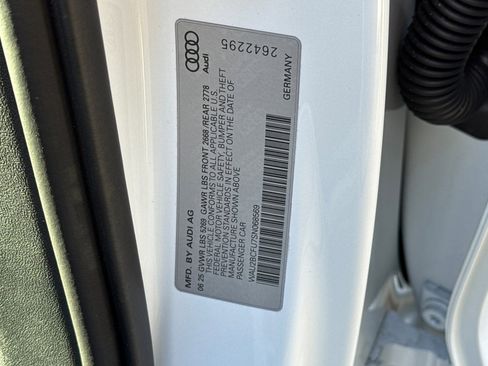 MFD. BY AUDI AG
06 25 GVWR LBS 5269 GAWR LBS FRONT 2668 /REAR 2778
THIS VEHICLE CONFORMS TO ALL APPLICABLE U.S.
FEDERAL MOTOR VEHICLE SAFETY, BUMPER AND THEFT
PREVENTION STANDARDS IN EFFECT ON THE DATE OF
MANUFACTURE SHOWN ABOVE
PASSENGER CAR
WAU2BCFU7SN068569
Audi
2642295
GERMANY